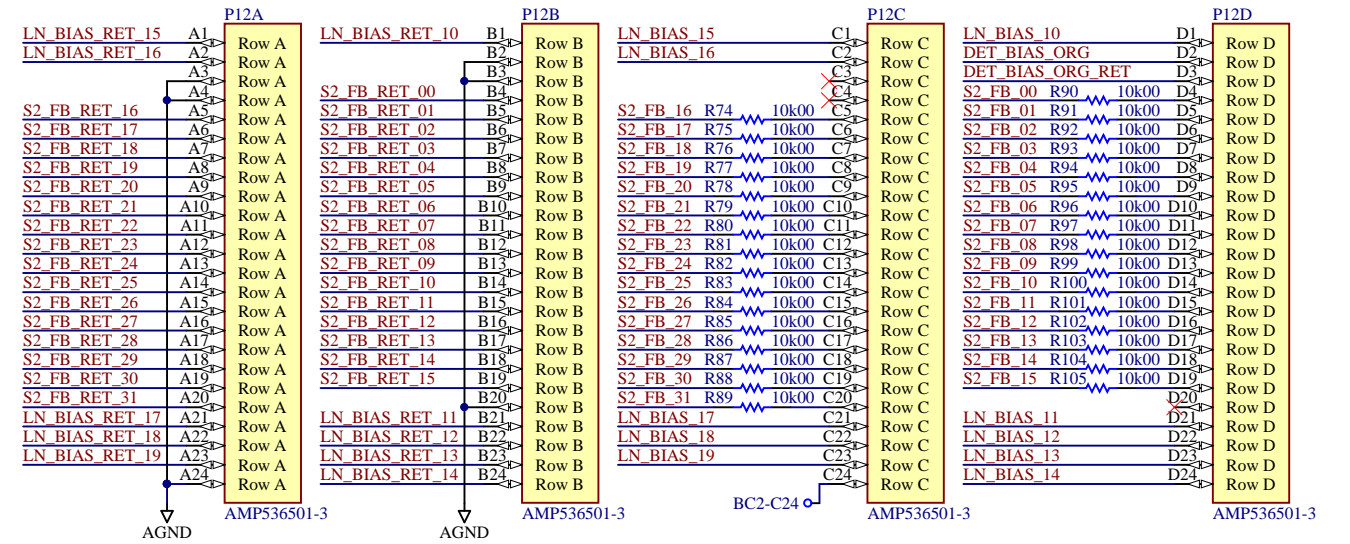 P12A P12B P12C P12D
LN_BIAS_RET_15 A1 Row A LN_BIAS_RET_10 B1 Row B LN_BIAS_15 C1 Row C LN_BIAS_10 D1 Row D
LN_BIAS_RET_16 A2 Row A B2 Row B LN_BIAS_16 C2 Row C DET_BIAS_ORG D2 Row D
A3 Row A B3 Row B C3 Row C DET_BIAS_ORG_RET D3 Row D
A4 Row A S2_FB_RET_00 B4 Row B C4 Row C S2_FB_00 R90 10k00 D4 Row D
S2_FB_RET_16 A5 Row A S2_FB_RET_01 B5 Row B S2_FB_16 R74 10k00 C5 Row C S2_FB_01 R91 10k00 D5 Row D
S2_FB_RET_17 A6 Row A S2_FB_RET_02 B6 Row B S2_FB_17 R75 10k00 C6 Row C S2_FB_02 R92 10k00 D6 Row D
S2_FB_RET_18 A7 Row A S2_FB_RET_03 B7 Row B S2_FB_18 R76 10k00 C7 Row C S2_FB_03 R93 10k00 D7 Row D
S2_FB_RET_19 A8 Row A S2_FB_RET_04 B8 Row B S2_FB_19 R77 10k00 C8 Row C S2_FB_04 R94 10k00 D8 Row D
S2_FB_RET_20 A9 Row A S2_FB_RET_05 B9 Row B S2_FB_20 R78 10k00 C9 Row C S2_FB_05 R95 10k00 D9 Row D
S2_FB_RET_21 A10 Row A S2_FB_RET_06 B10 Row B S2_FB_21 R79 10k00 C10 Row C S2_FB_06 R96 10k00 D10 Row D
S2_FB_RET_22 A11 Row A S2_FB_RET_07 B11 Row B S2_FB_22 R80 10k00 C11 Row C S2_FB_07 R97 10k00 D11 Row D
S2_FB_RET_23 A12 Row A S2_FB_RET_08 B12 Row B S2_FB_23 R81 10k00 C12 Row C S2_FB_08 R98 10k00 D12 Row D
S2_FB_RET_24 A13 Row A S2_FB_RET_09 B13 Row B S2_FB_24 R82 10k00 C13 Row C S2_FB_09 R99 10k00 D13 Row D
S2_FB_RET_25 A14 Row A S2_FB_RET_10 B14 Row B S2_FB_25 R83 10k00 C14 Row C S2_FB_10 R100 10k00 D14 Row D
S2_FB_RET_26 A15 Row A S2_FB_RET_11 B15 Row B S2_FB_26 R84 10k00 C15 Row C S2_FB_11 R101 10k00 D15 Row D
S2_FB_RET_27 A16 Row A S2_FB_RET_12 B16 Row B S2_FB_27 R85 10k00 C16 Row C S2_FB_12 R102 10k00 D16 Row D
S2_FB_RET_28 A17 Row A S2_FB_RET_13 B17 Row B S2_FB_28 R86 10k00 C17 Row C S2_FB_13 R103 10k00 D17 Row D
S2_FB_RET_29 A18 Row A S2_FB_RET_14 B18 Row B S2_FB_29 R87 10k00 C18 Row C S2_FB_14 R104 10k00 D18 Row D
S2_FB_RET_30 A19 Row A S2_FB_RET_15 B19 Row B S2_FB_30 R88 10k00 C19 Row C S2_FB_15 R105 10k00 D19 Row D
S2_FB_RET_31 A20 Row A B20 Row B S2_FB_31 R89 10k00 C20 Row C D20 Row D
LN_BIAS_RET_17 A21 Row A LN_BIAS_RET_11 B21 Row B LN_BIAS_17 C21 Row C LN_BIAS_11 D21 Row D
LN_BIAS_RET_18 A22 Row A LN_BIAS_RET_12 B22 Row B LN_BIAS_18 C22 Row C LN_BIAS_12 D22 Row D
LN_BIAS_RET_19 A23 Row A LN_BIAS_RET_13 B23 Row B LN_BIAS_19 C23 Row C LN_BIAS_13 D23 Row D
A24 Row A LN_BIAS_RET_14 B24 Row B C24 Row C LN_BIAS_14 D24 Row D
BC2-C24
AMP536501-3 AMP536501-3 AMP536501-3 AMP536501-3
AGND AGND